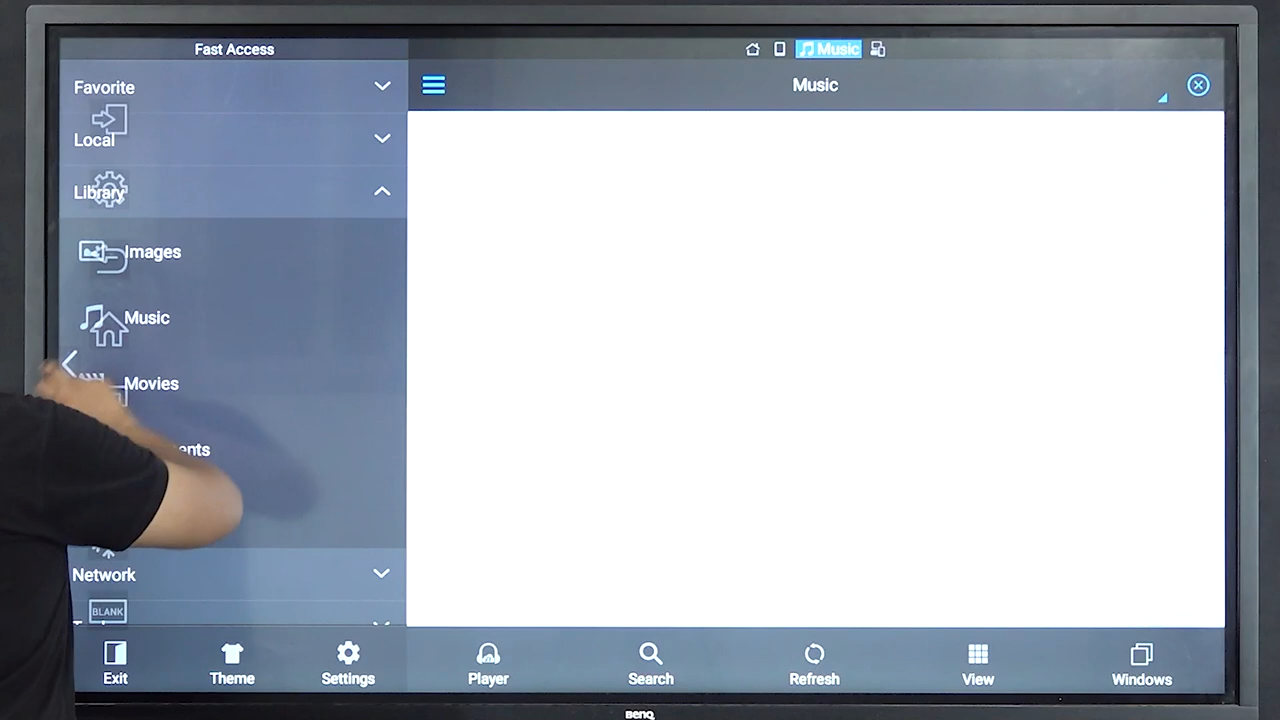 Fast Access
Music
Favorite
Music
Local
Library
Images
Music
Movies
Network
BLANK
Exit
Theme
Settings
Player
Search
Refresh
View
Windows
BenQ